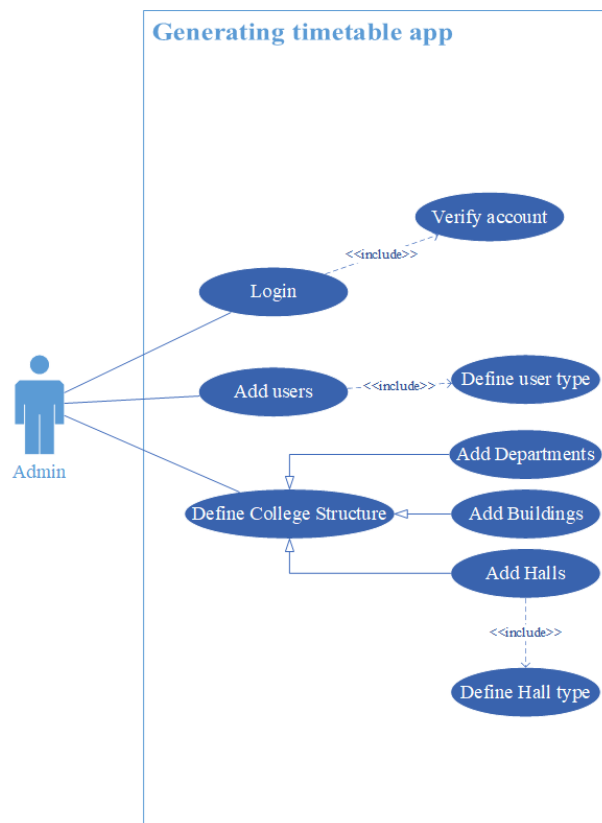 Generating timetable app
Verify account
<<include>>
Login
Add users
<<include>>
Define user type
Admin
Add Departments
Define College Structure
Add Buildings
Add Halls
<<include>>
Define Hall type